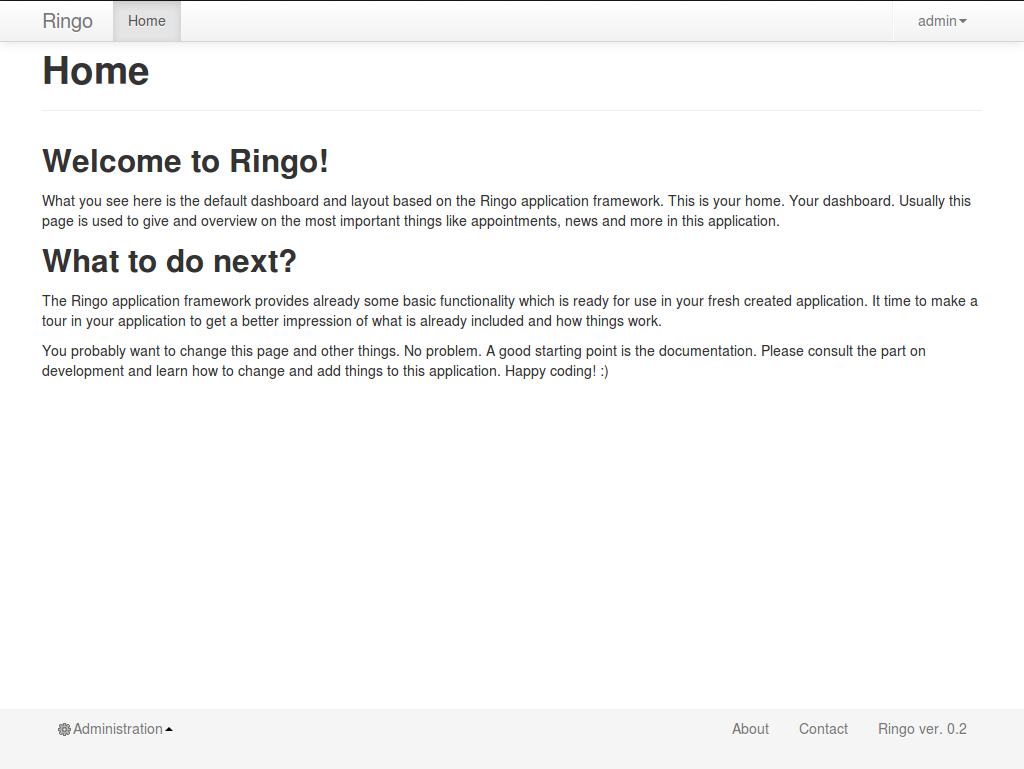 Ringo Home admin
Home
Welcome to Ringo!
What you see here is the default dashboard and layout based on the Ringo application framework. This is your home. Your dashboard. Usually this
page is used to give and overview on the most important things like appointments, news and more in this application.
What to do next?
The Ringo application framework provides already some basic functionality which is ready for use in your fresh created application. It time to make a
tour in your application to get a better impression of what is already included and how things work.
You probably want to change this page and other things. No problem. A good starting point is the documentation. Please consult the part on
development and learn how to change and add things to this application. Happy coding! :)
Administration About Contact Ringo ver. 0.2